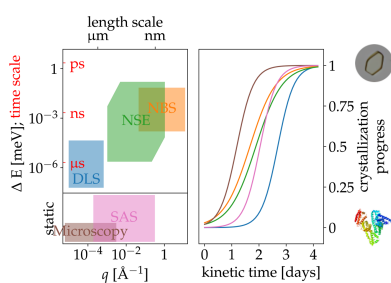 length scale
μm nm
Δ E [meV]; time scale
static
1
10⁻³
10⁻⁶
ps
ns
μs
NBS
NSE
DLS
SAS
Microscopy
10⁻⁴ 10⁻² 1
q [Å⁻¹]
0 1 2 3 4
kinetic time [days]
1
0.75
0.5
0.25
0
crystallization
progress